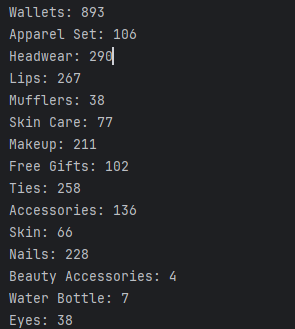 Wallets: 893
Apparel Set: 106
Headwear: 290
Lips: 267
Mufflers: 38
Skin Care: 77
Makeup: 211
Free Gifts: 102
Ties: 258
Accessories: 136
Skin: 66
Nails: 228
Beauty Accessories: 4
Water Bottle: 7
Eyes: 38